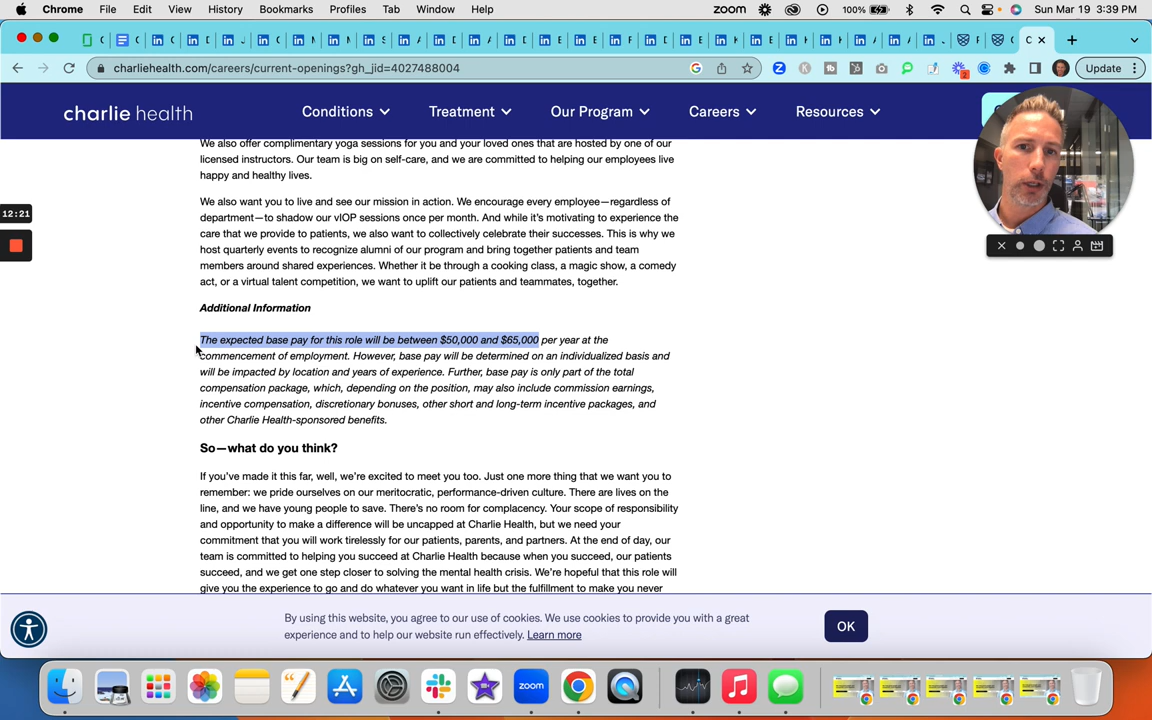 Chrome File Edit View History Bookmarks Profiles Tab Window Help zoom 100% Sun Mar 19 3:39 PM
charliehealth.com/careers/current-openings?gh_jid=4027488004 Update
charlie health Conditions Treatment Our Program Careers Resources
We also offer complimentary yoga sessions for you and your loved ones that are hosted by one of our
licensed instructors. Our team is big on self-care, and we are committed to helping our employees live
happy and healthy lives.
We also want you to live and see our mission in action. We encourage every employee—regardless of
department—to shadow our vIOP sessions once per month. And while it's motivating to experience the
care that we provide to patients, we also want to collectively celebrate their successes. This is why we
host quarterly events to recognize alumni of our program and bring together patients and team
members around shared experiences. Whether it be through a cooking class, a magic show, a comedy
act, or a virtual talent competition, we want to uplift our patients and teammates, together.
12:21
Additional Information
The expected base pay for this role will be between $50,000 and $65,000 per year at the
commencement of employment. However, base pay will be determined on an individualized basis and
will be impacted by location and years of experience. Further, base pay is only part of the total
compensation package, which, depending on the position, may also include commission earnings,
incentive compensation, discretionary bonuses, other short and long-term incentive packages, and
other Charlie Health-sponsored benefits.
So—what do you think?
If you've made it this far, well, we're excited to meet you too. Just one more thing that we want you to
remember: we pride ourselves on our meritocratic, performance-driven culture. There are lives on the
line, and we have young people to save. There's no room for complacency. Your scope of responsibility
and opportunity to make a difference will be uncapped at Charlie Health, but we need your
commitment that you will work tirelessly for our patients, parents, and partners. At the end of day, our
team is committed to helping you succeed at Charlie Health because when you succeed, our patients
succeed, and we get one step closer to solving the mental health crisis. We're hopeful that this role will
give you the experience to go and do whatever you want in life but the fulfillment to make you never
By using this website, you agree to our use of cookies. We use cookies to provide you with a great
experience and to help our website run effectively. Learn more
OK
zoom